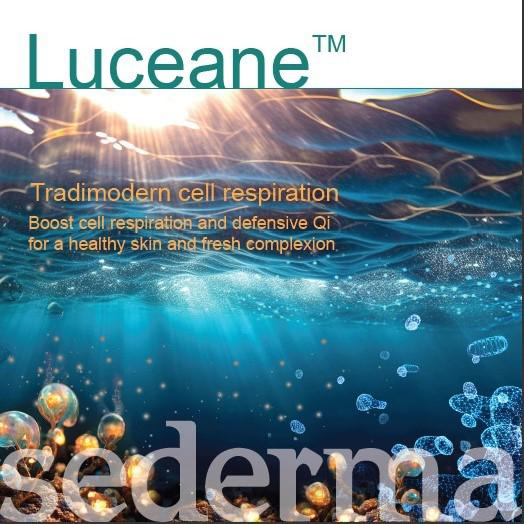 Luceane™
Tradimodern cell respiration
Boost cell respiration and defensive Qi
for a healthy skin and fresh complexion
sederma